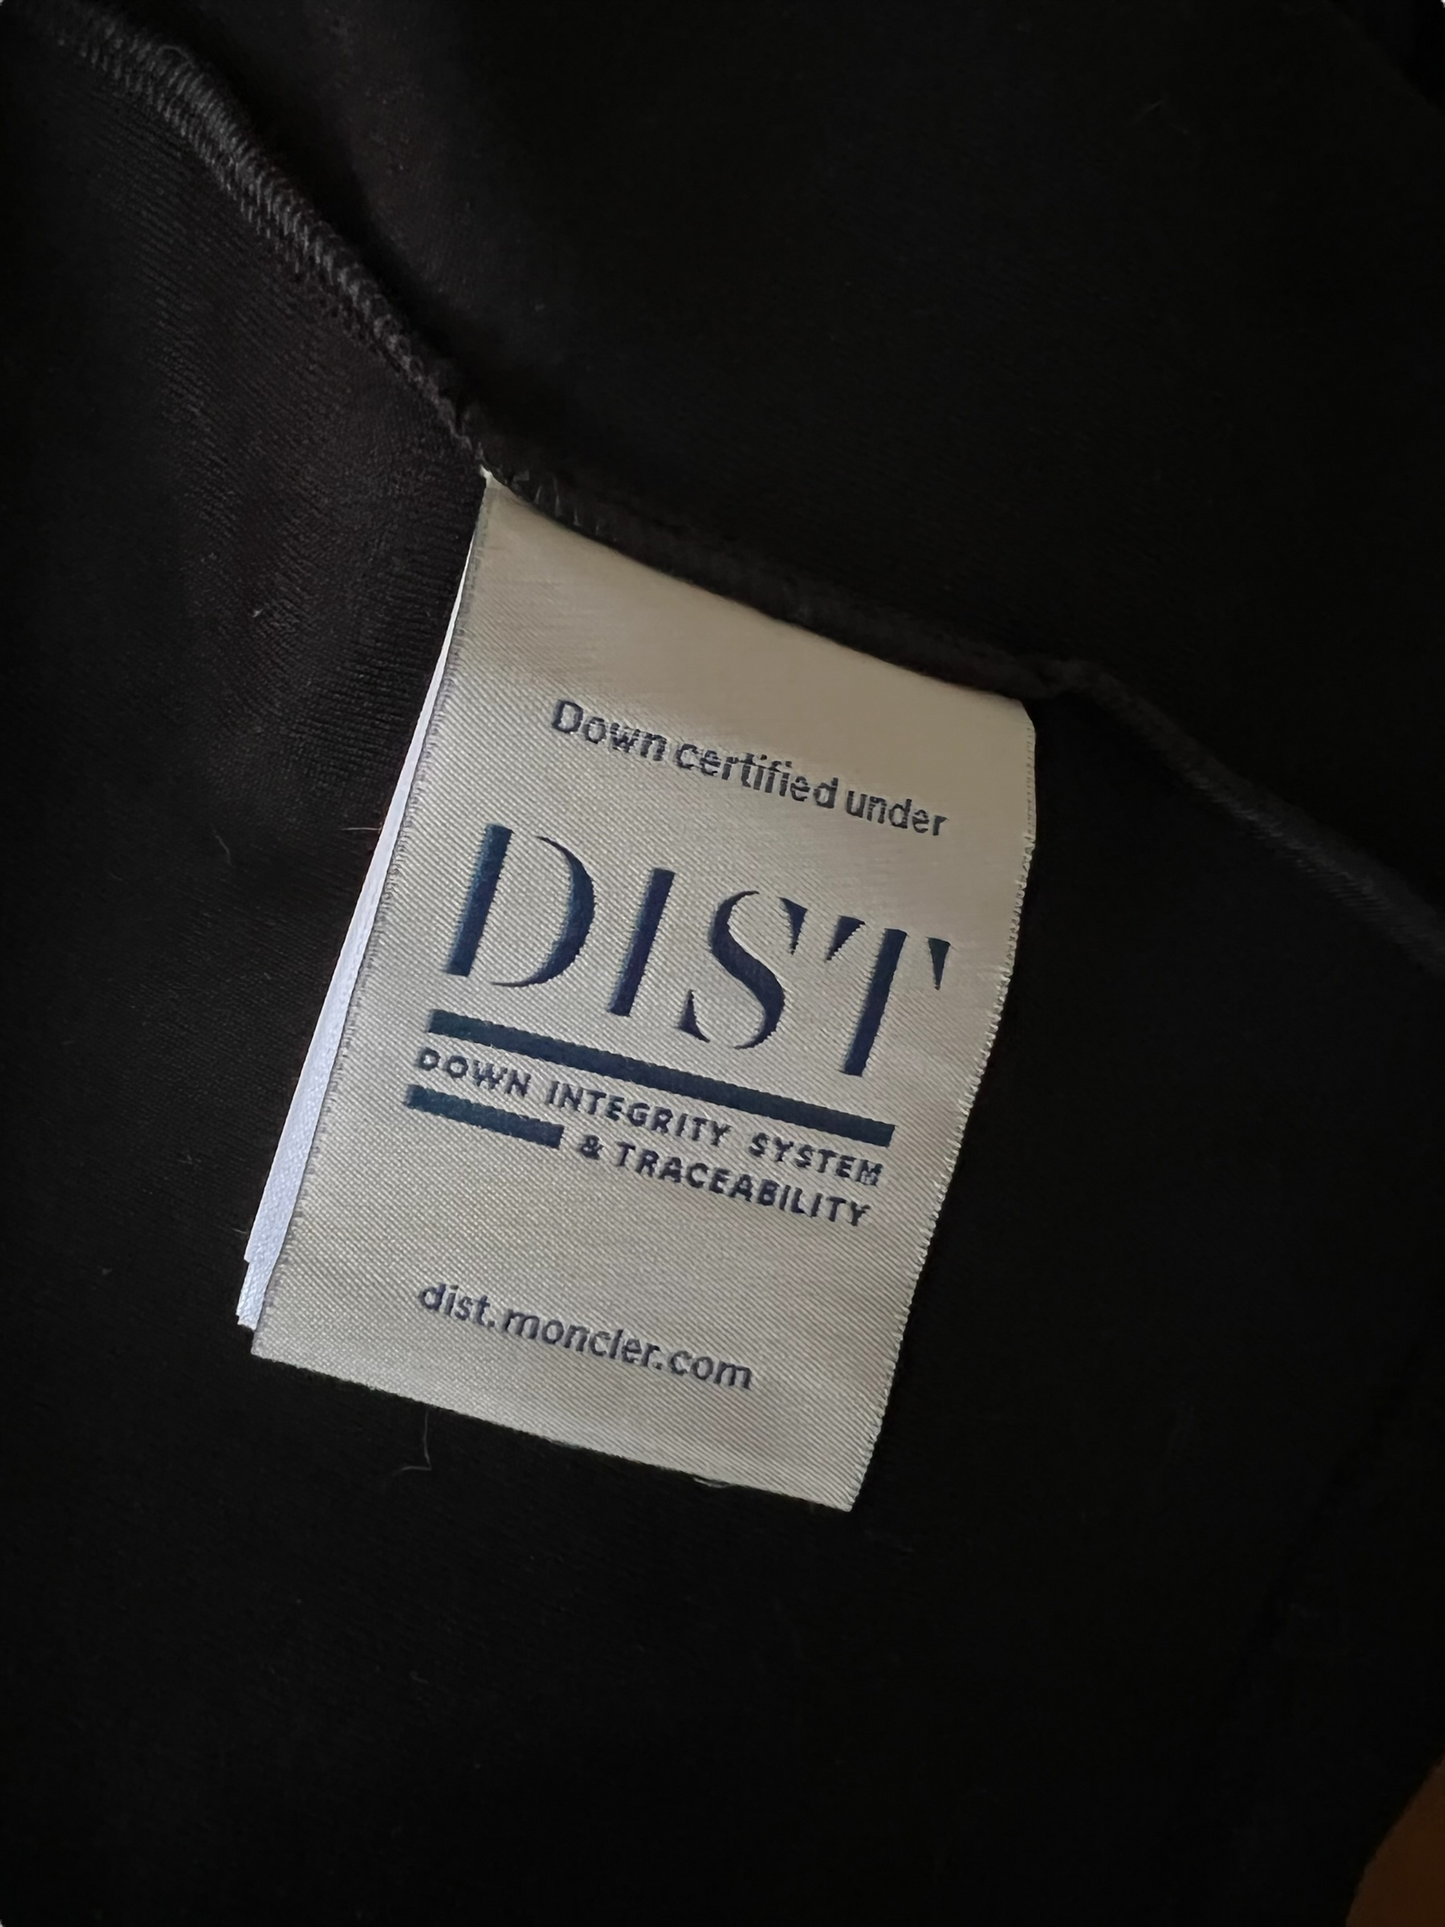 Down certified under
DIST
DOWN INTEGRITY SYSTEM
& TRACEABILITY
dist.moncler.com